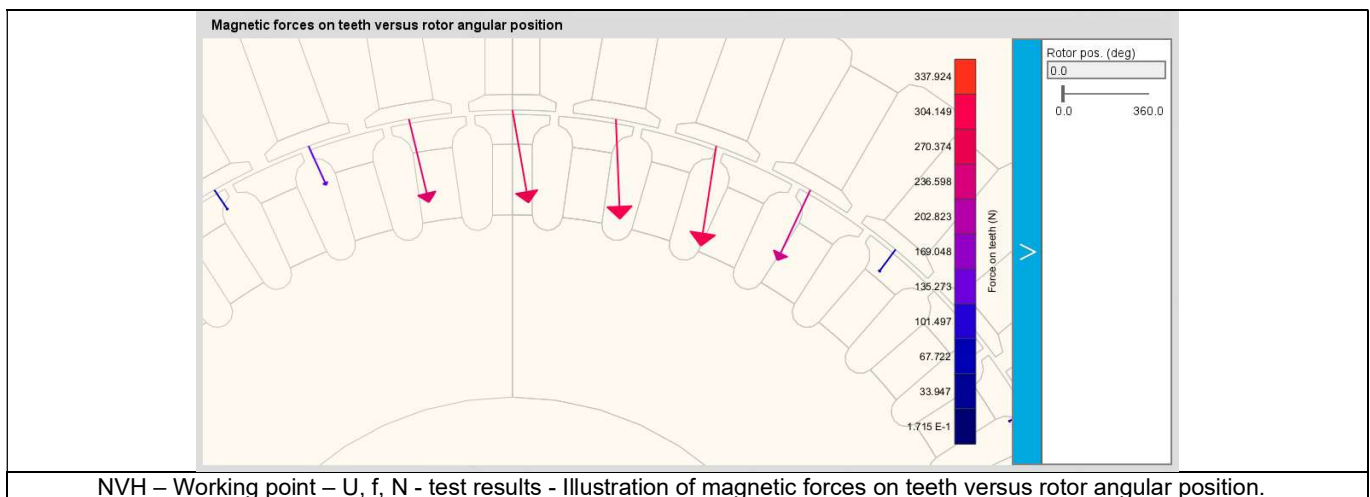 Magnetic forces on teeth versus rotor angular position
Rotor pos. (deg)
0.0
0.0 360.0
337.924
304.149
270.374
236.598
202.823
169.048
135.273
101.497
67.722
33.947
1.715 E-1
Force on teeth (N)
>
NVH – Working point – U, f, N - test results - Illustration of magnetic forces on teeth versus rotor angular position.